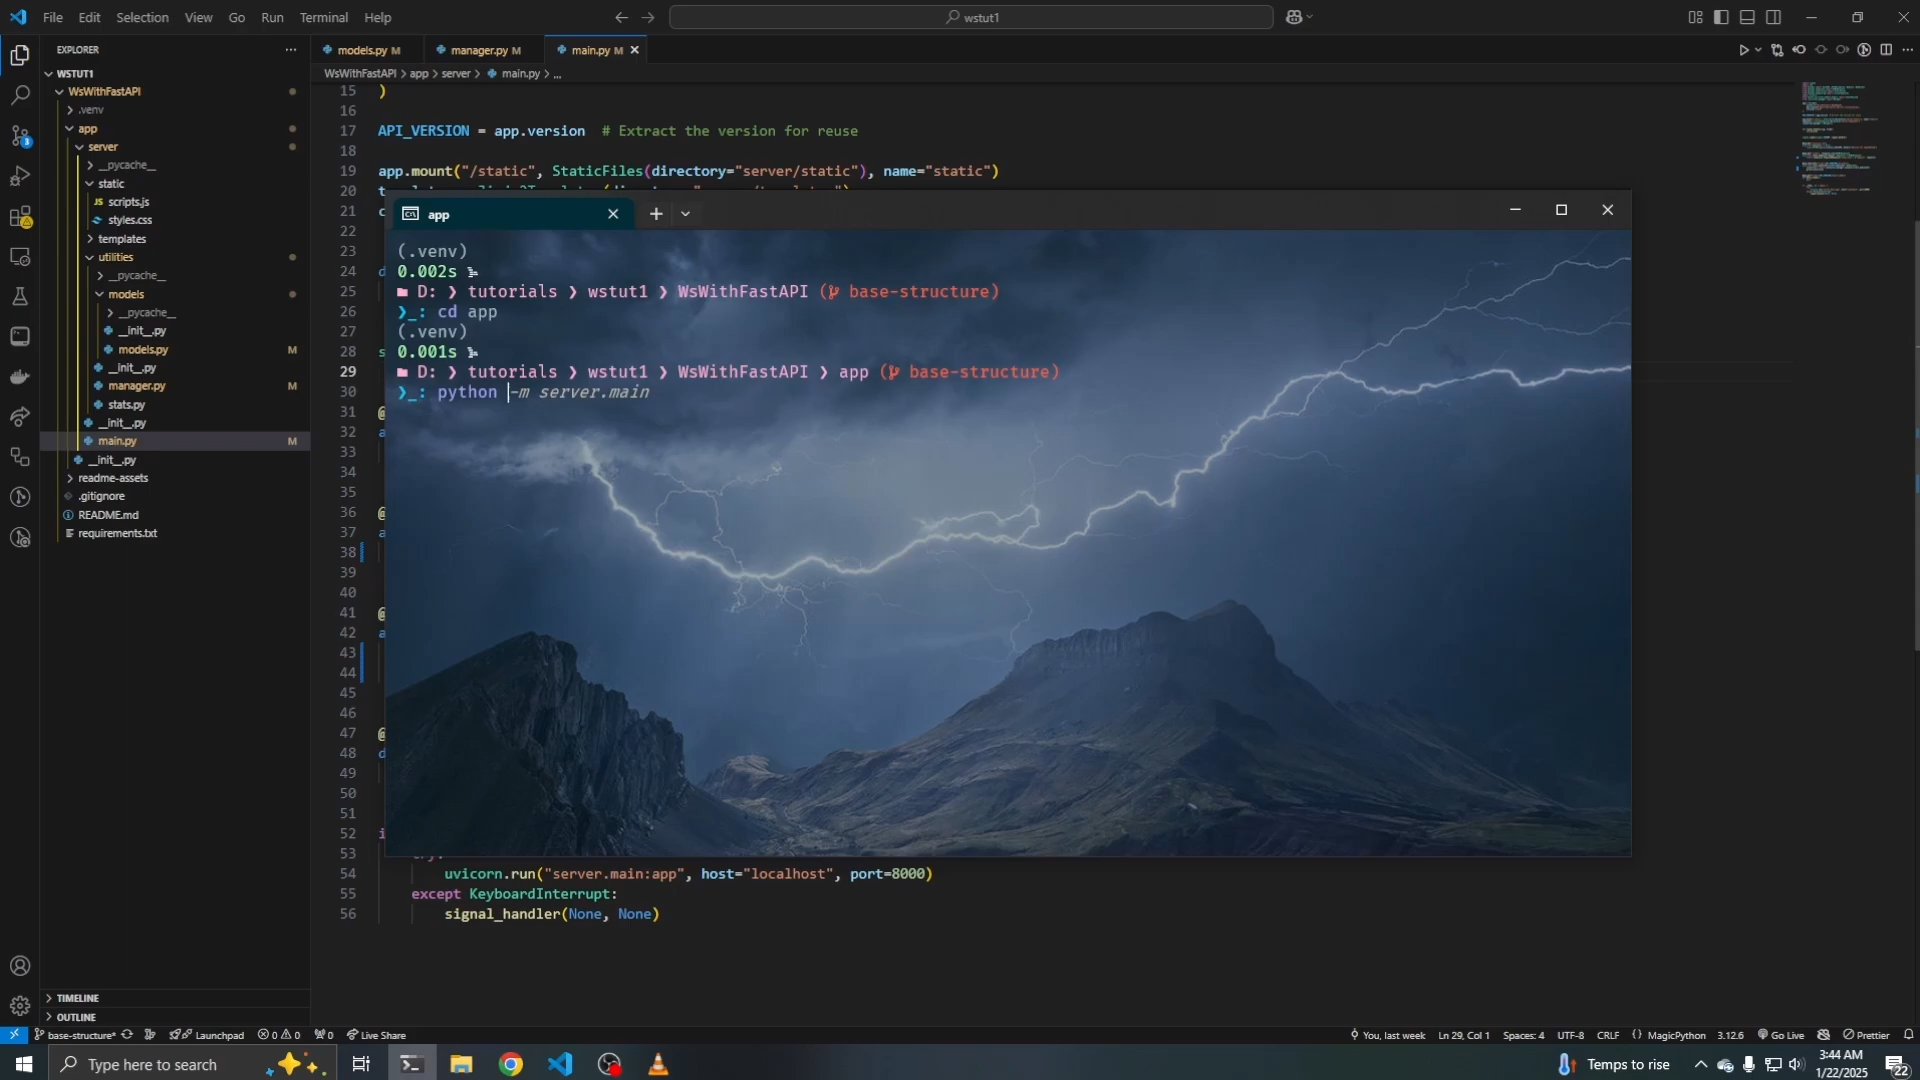 File Edit Selection View Go Run Terminal Help
wstut1
EXPLORER
WSTUT1
WsWithFastAPI
.venv
app
server
__pycache__
static
JS scripts.js
styles.css
templates
utilities
__pycache__
models
__pycache__
__init__.py
models.py M
__init__.py
manager.py M
stats.py
__init__.py
main.py M
__init__.py
readme-assets
.gitignore
README.md
requirements.txt
TIMELINE
OUTLINE
models.py M manager.py M main.py M
WsWithFastAPI > app > server > main.py > ...
15 )
16
17 API_VERSION = app.version # Extract the version for reuse
18
19 app.mount("/static", StaticFiles(directory="server/static"), name="static")
20
21
22
23
24
25
26
27
28
29
30
31
32
33
34
35
36
37
38
39
40
41
42
43
44
45
46
47
48
49
50
51
52
53
54 uvicorn.run("server.main:app", host="localhost", port=8000)
55 except KeyboardInterrupt:
56 signal_handler(None, None)
app
(.venv)
0.002s
D: ❯ tutorials ❯ wstut1 ❯ WsWithFastAPI ( base-structure)
❯_: cd app
(.venv)
0.001s
D: ❯ tutorials ❯ wstut1 ❯ WsWithFastAPI ❯ app ( base-structure)
❯_: python -m server.main
base-structure* Launchpad 0 0 0 Live Share You, last week Ln 29, Col 1 Spaces: 4 UTF-8 CRLF MagicPython 3.12.6 Go Live Prettier
Type here to search
Temps to rise
3:44 AM
1/22/2025
22